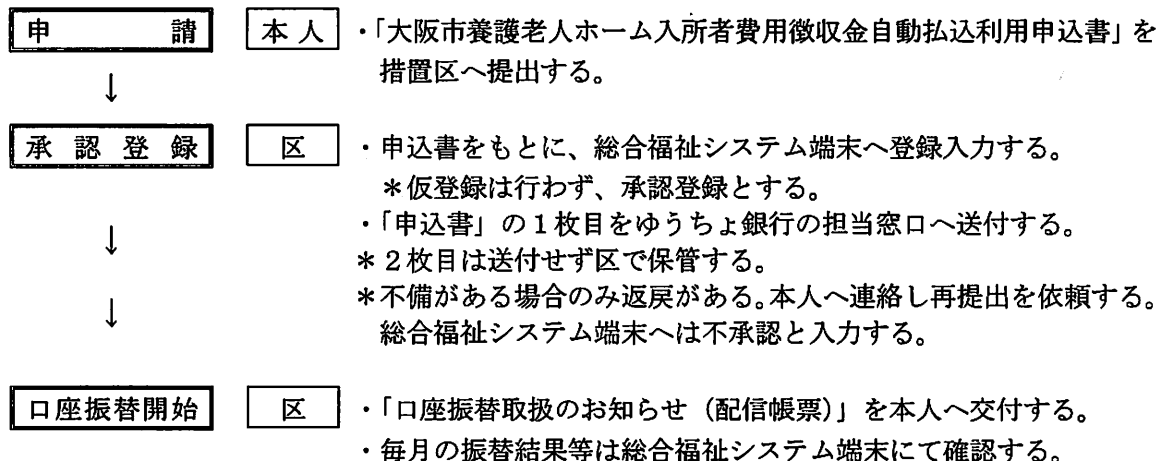 申請 本人 ・「大阪市養護老人ホーム入所者費用徴収金自動払込利用申込書」を
措置区へ提出する。
↓
承認登録 区 ・申込書をもとに、総合福祉システム端末へ登録入力する。
＊仮登録は行わず、承認登録とする。
・「申込書」の１枚目をゆうちょ銀行の担当窓口へ送付する。
↓
＊２枚目は送付せず区で保管する。
＊不備がある場合のみ返戻がある。本人へ連絡し再提出を依頼する。
↓
総合福祉システム端末へは不承認と入力する。
口座振替開始 区 ・「口座振替取扱のお知らせ（配信帳票）」を本人へ交付する。
・毎月の振替結果等は総合福祉システム端末にて確認する。